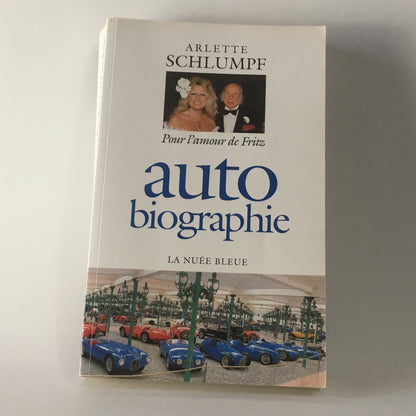 ARLETTE
SCHLUMPF
Pour l'amour de Fritz
auto
biographie
LA NUÉE BLEUE